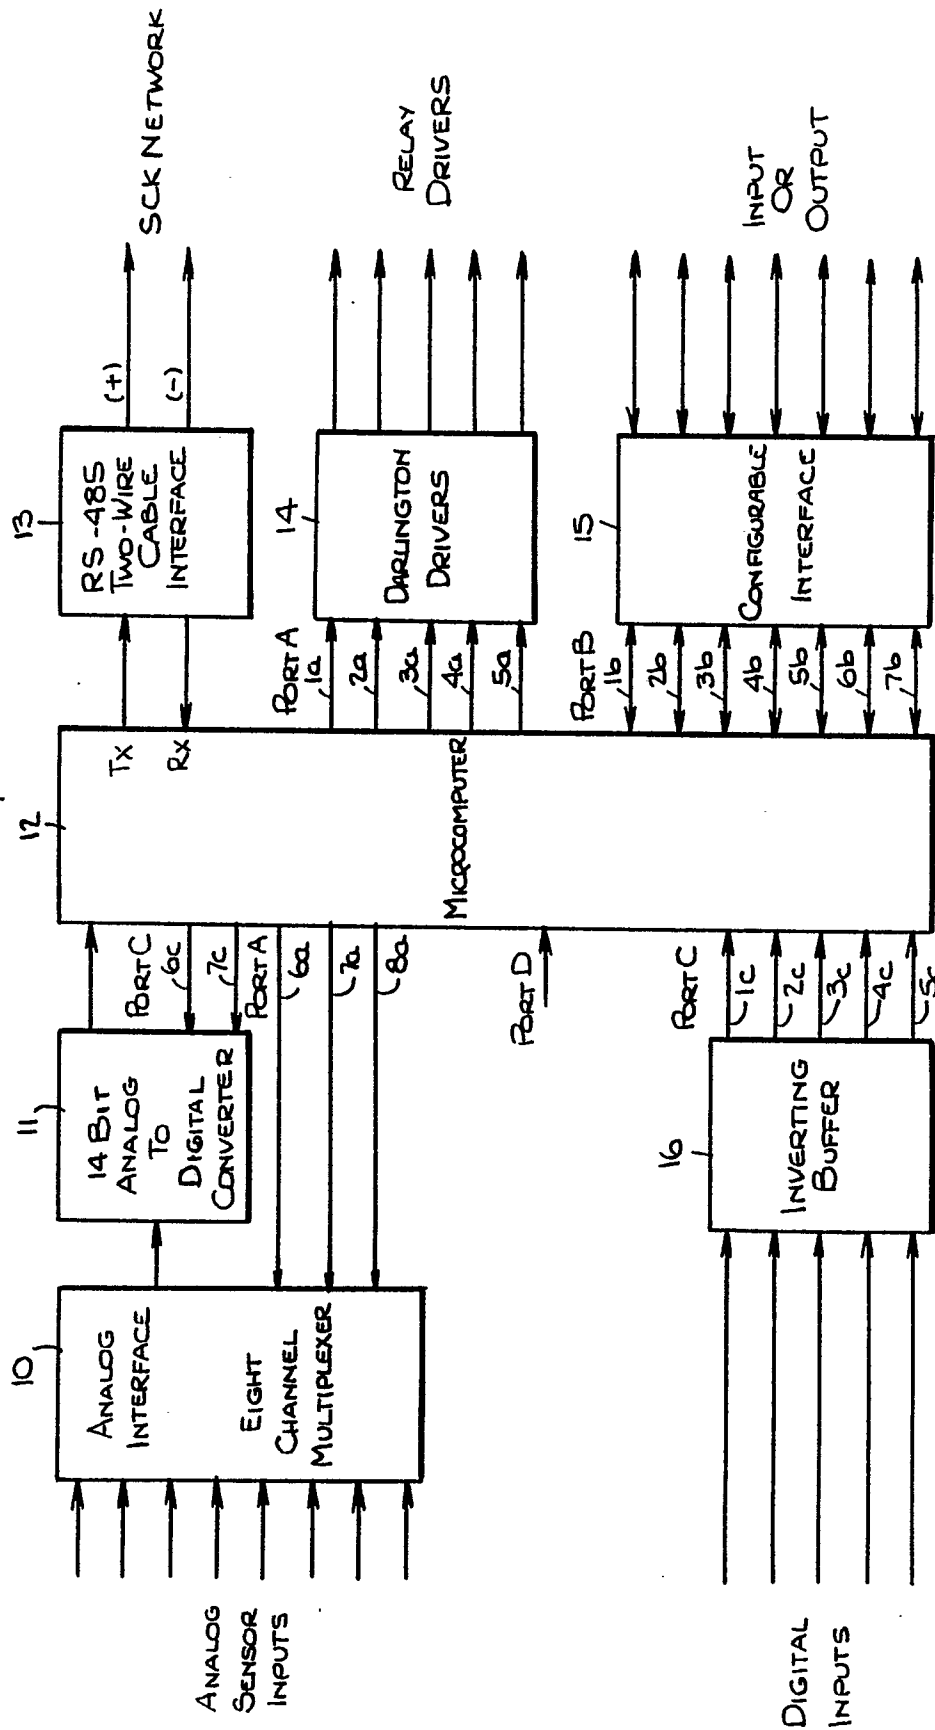 10
ANALOG
INTERFACE
EIGHT
CHANNEL
MULTIPLEXER
ANALOG
SENSOR
INPUTS
11
14 BIT
ANALOG
TO
DIGITAL
CONVERTER
PORT C
6c
7c
PORT A
6a
7a
8a
PORT D
12
TX
RX
MICROCOMPUTER
13
RS-485
TWO-WIRE
CABLE
INTERFACE
(+)
(-)
SCK NETWORK
PORT A
1a
2a
3a
4a
5a
14
DARLINGTON
DRIVERS
RELAY
DRIVERS
PORT B
1b
2b
3b
4b
5b
6b
7b
15
CONFIGURABLE
INTERFACE
INPUT
OR
OUTPUT
DIGITAL
INPUTS
16
INVERTING
BUFFER
PORT C
1c
2c
3c
4c
5c